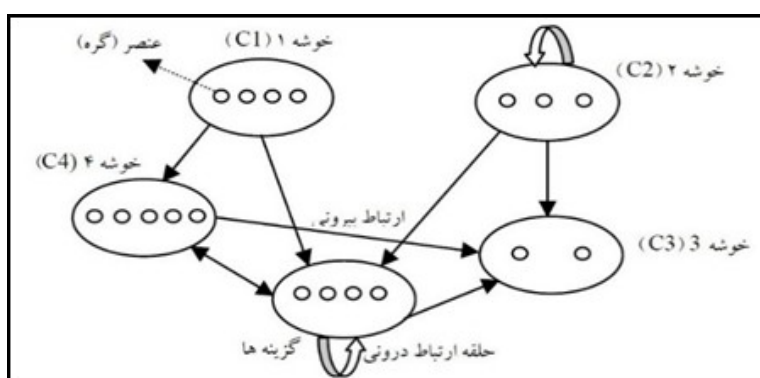 عنصر (گره)
خوشه ۱ (C1)
خوشه ۲ (C2)
خوشه ۴ (C4)
ارتباط بیرونی
خوشه 3 (C3)
گزینه ها
حلقه ارتباط درونی